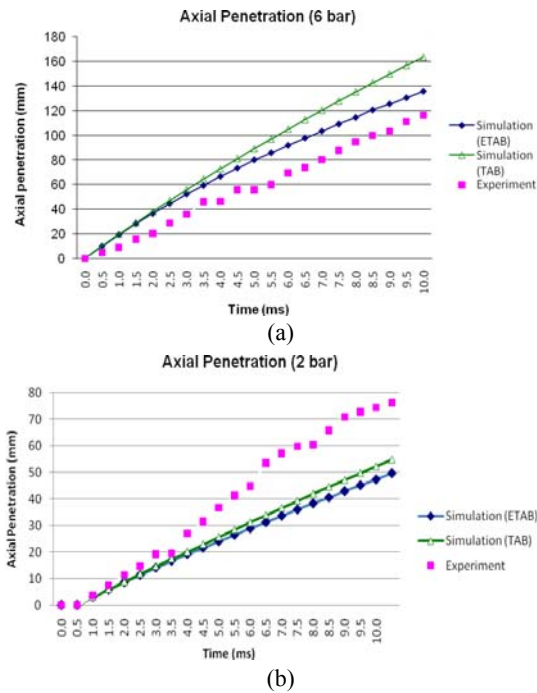 Axial Penetration (6 bar)
180
160
140
120
100
80
60
40
20
0
Axial penetration (mm)
0.0 0.5 1.0 1.5 2.0 2.5 3.0 3.5 4.0 4.5 5.0 5.5 6.0 6.5 7.0 7.5 8.0 8.5 9.0 9.5 10.0
Time (ms)
Simulation
(ETAB)
Simulation
(TAB)
Experiment
(a)
Axial Penetration (2 bar)
80
70
60
50
40
30
20
10
0
Axial Penetration (mm)
0.0 0.5 1.0 1.5 2.0 2.5 3.0 3.5 4.0 4.5 5.0 5.5 6.0 6.5 7.0 7.5 8.0 8.5 9.0 9.5 10.0
Time (ms)
Simulation (ETAB)
Simulation (TAB)
Experiment
(b)